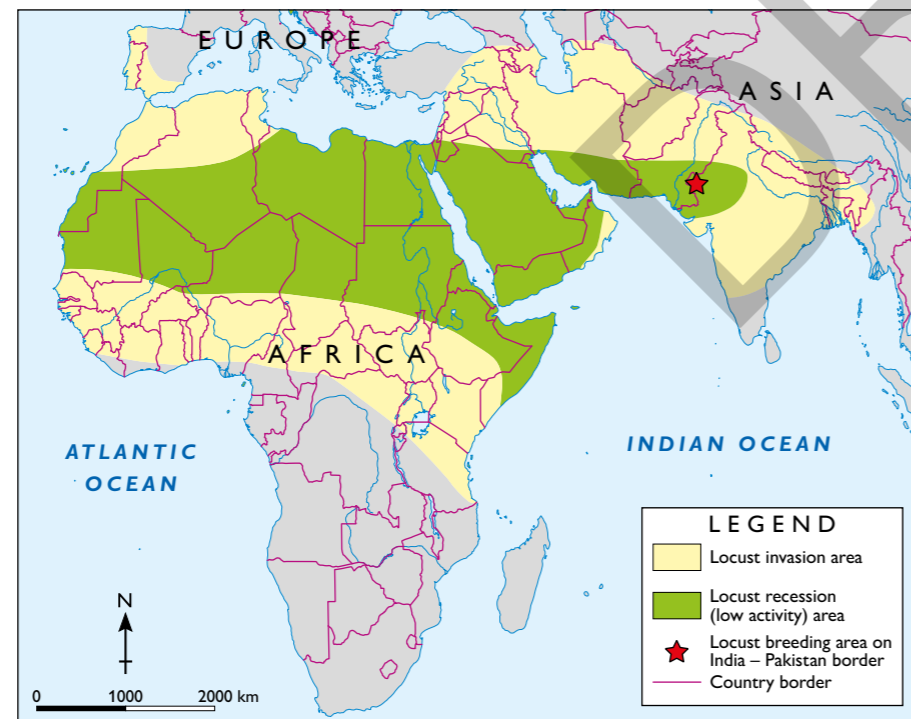 EUROPE
ASIA
AFRICA
ATLANTIC
OCEAN
INDIAN OCEAN
N
0 1000 2000 km
LEGEND
Locust invasion area
Locust recession
(low activity) area
Locust breeding area on
India – Pakistan border
Country border